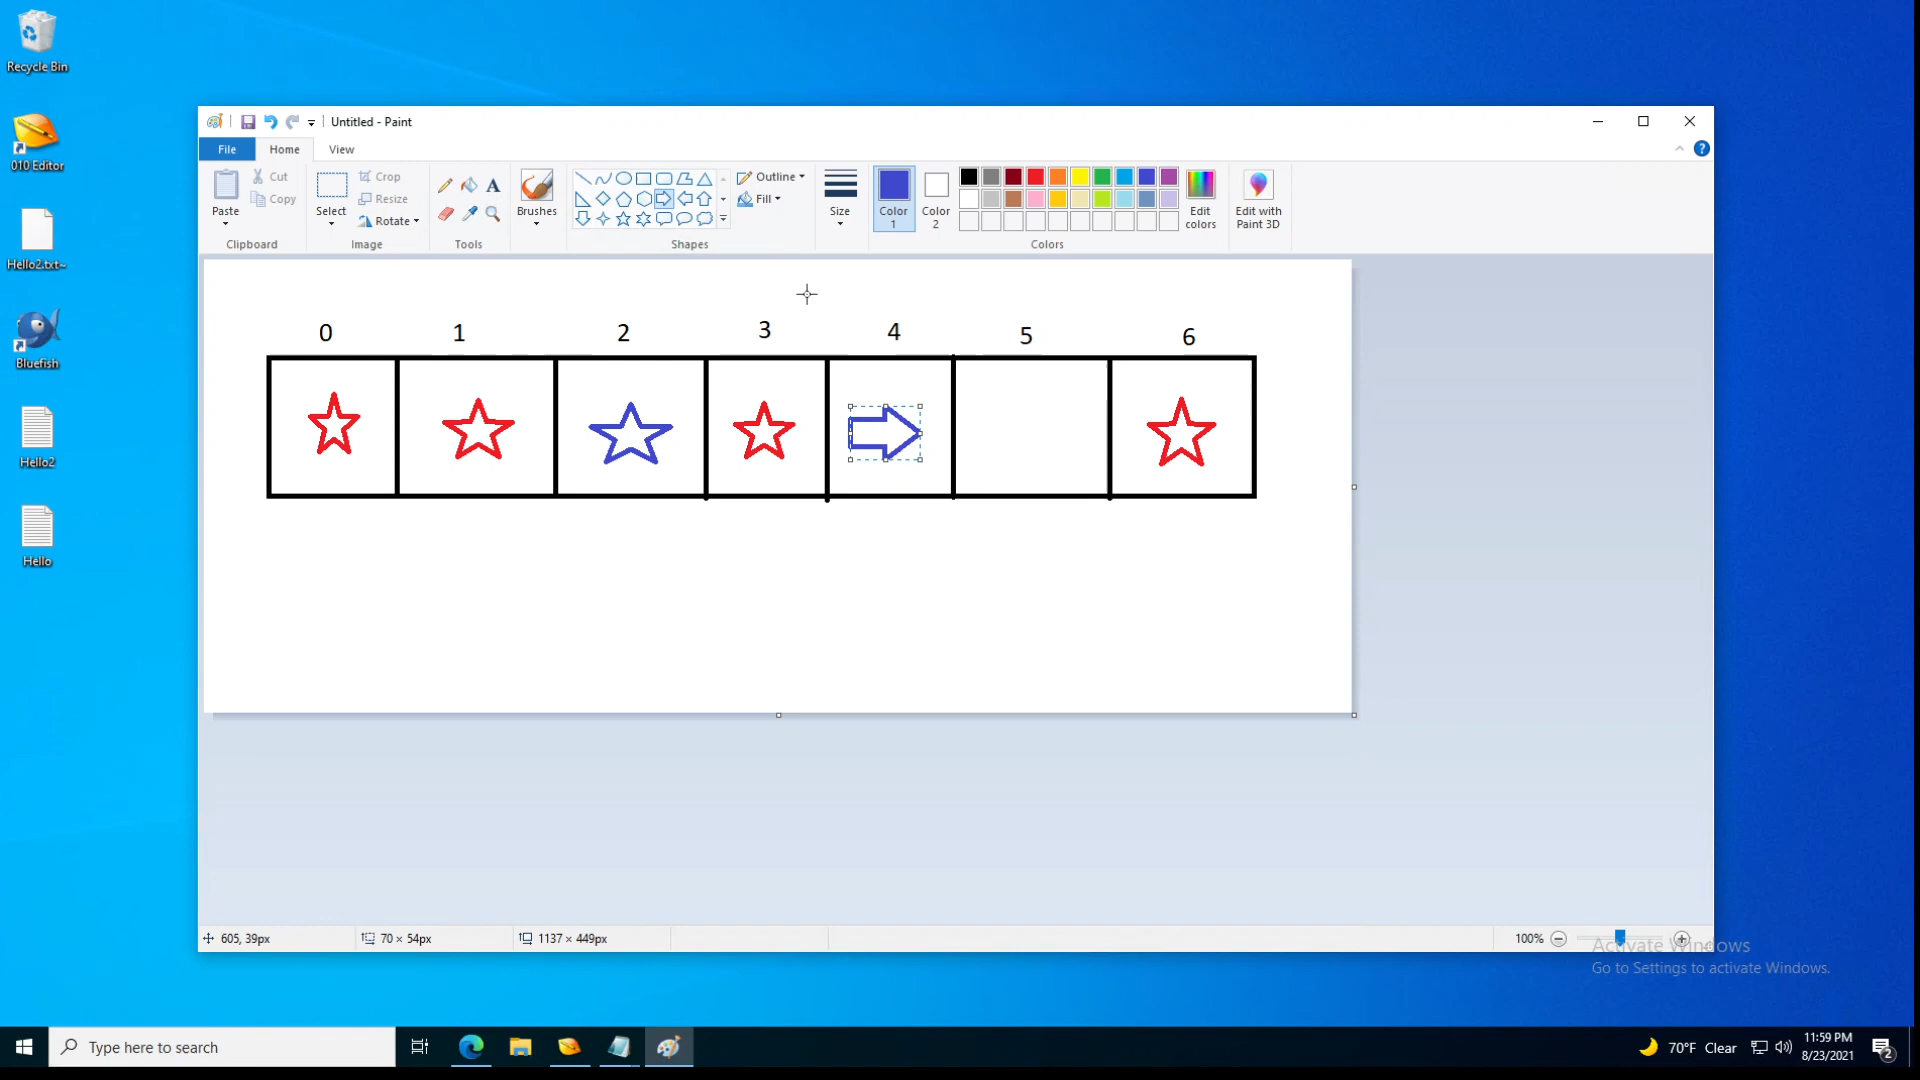 Recycle Bin
010 Editor
Hello2.txt~
Bluefish
Hello2
Hello
Untitled - Paint
File Home View
Paste
Cut
Copy
Clipboard
Select
Crop
Resize
Rotate
Image
A
Tools
Brushes
Shapes
Outline
Fill
Size
Color 1
Color 2
Colors
Edit colors
Edit with Paint 3D
0 1 2 3 4 5 6
605, 39px 70 × 54px 1137 × 449px 100%
Activate Windows
Go to Settings to activate Windows.
Type here to search
70°F Clear
11:59 PM
8/23/2021
2